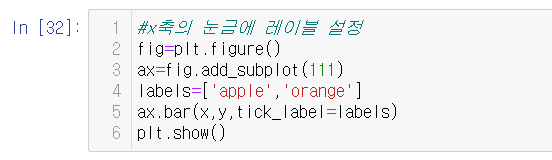 In [32]:
1 #x축의 눈금에 레이블 설정
2 fig=plt.figure()
3 ax=fig.add_subplot(111)
4 labels=['apple','orange']
5 ax.bar(x,y,tick_label=labels)
6 plt.show()